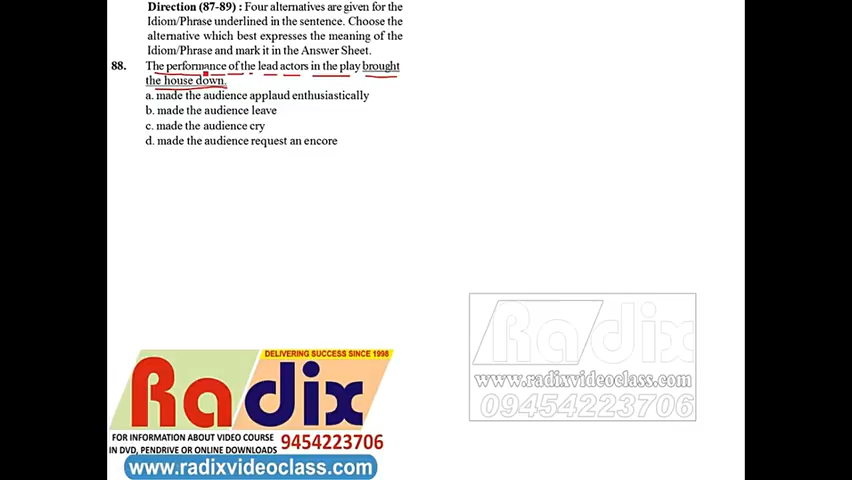 Direction (87-89) : Four alternatives are given for the
Idiom/Phrase underlined in the sentence. Choose the
alternative which best expresses the meaning of the
Idiom/Phrase and mark it in the Answer Sheet.
88. The performance of the lead actors in the play brought
the house down.
a. made the audience applaud enthusiastically
b. made the audience leave
c. made the audience cry
d. made the audience request an encore
DELIVERING SUCCESS SINCE 1998
Radix
FOR INFORMATION ABOUT VIDEO COURSE
IN DVD, PENDRIVE OR ONLINE DOWNLOADS 9454223706
www.radixvideoclass.com
Radix
www.radixvideoclass.com
09454223706